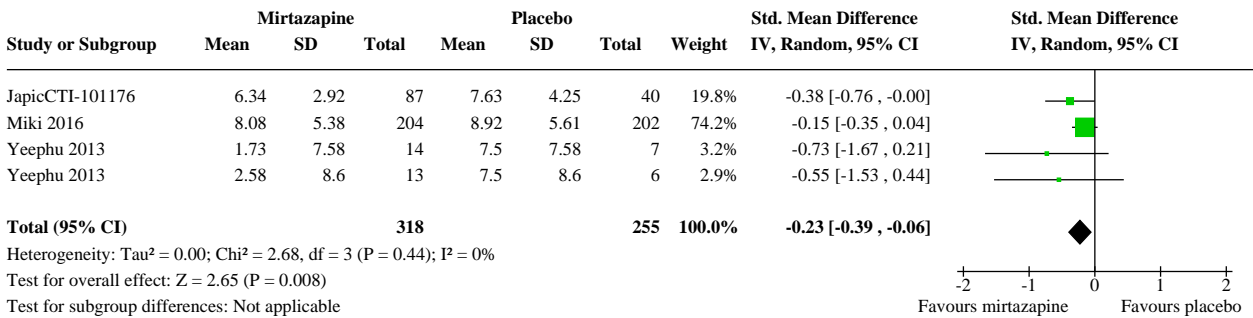 Mirtazapine Placebo Std. Mean Difference Std. Mean Difference
Study or Subgroup Mean SD Total Mean SD Total Weight IV, Random, 95% CI IV, Random, 95% CI
JapicCTI-101176 6.34 2.92 87 7.63 4.25 40 19.8% -0.38 [-0.76 , -0.00]
Miki 2016 8.08 5.38 204 8.92 5.61 202 74.2% -0.15 [-0.35 , 0.04]
Yeephu 2013 1.73 7.58 14 7.5 7.58 7 3.2% -0.73 [-1.67 , 0.21]
Yeephu 2013 2.58 8.6 13 7.5 8.6 6 2.9% -0.55 [-1.53 , 0.44]
Total (95% CI) 318 255 100.0% -0.23 [-0.39 , -0.06]
Heterogeneity: Tau² = 0.00; Chi² = 2.68, df = 3 (P = 0.44); I² = 0%
Test for overall effect: Z = 2.65 (P = 0.008) -2 -1 0 1 2
Test for subgroup differences: Not applicable Favours mirtazapine Favours placebo